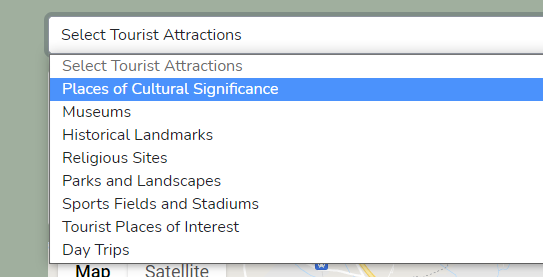 Select Tourist Attractions
Select Tourist Attractions
Places of Cultural Significance
Museums
Historical Landmarks
Religious Sites
Parks and Landscapes
Sports Fields and Stadiums
Tourist Places of Interest
Day Trips
Map Satellite